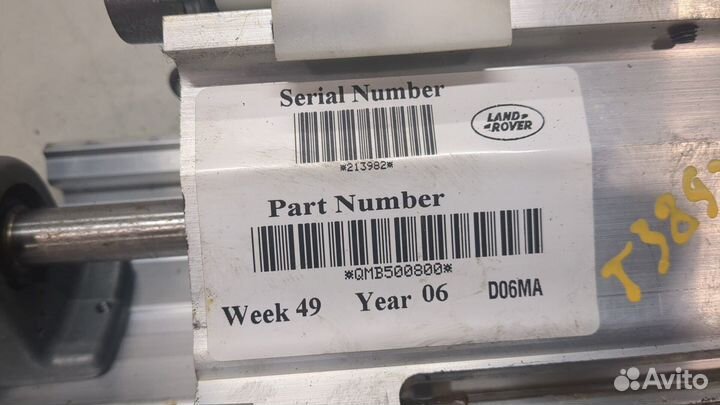 Serial Number
*213982*
LAND-
-ROVER
Part Number
*QMB500800*
Week 49 Year 06 D06MA
Avito